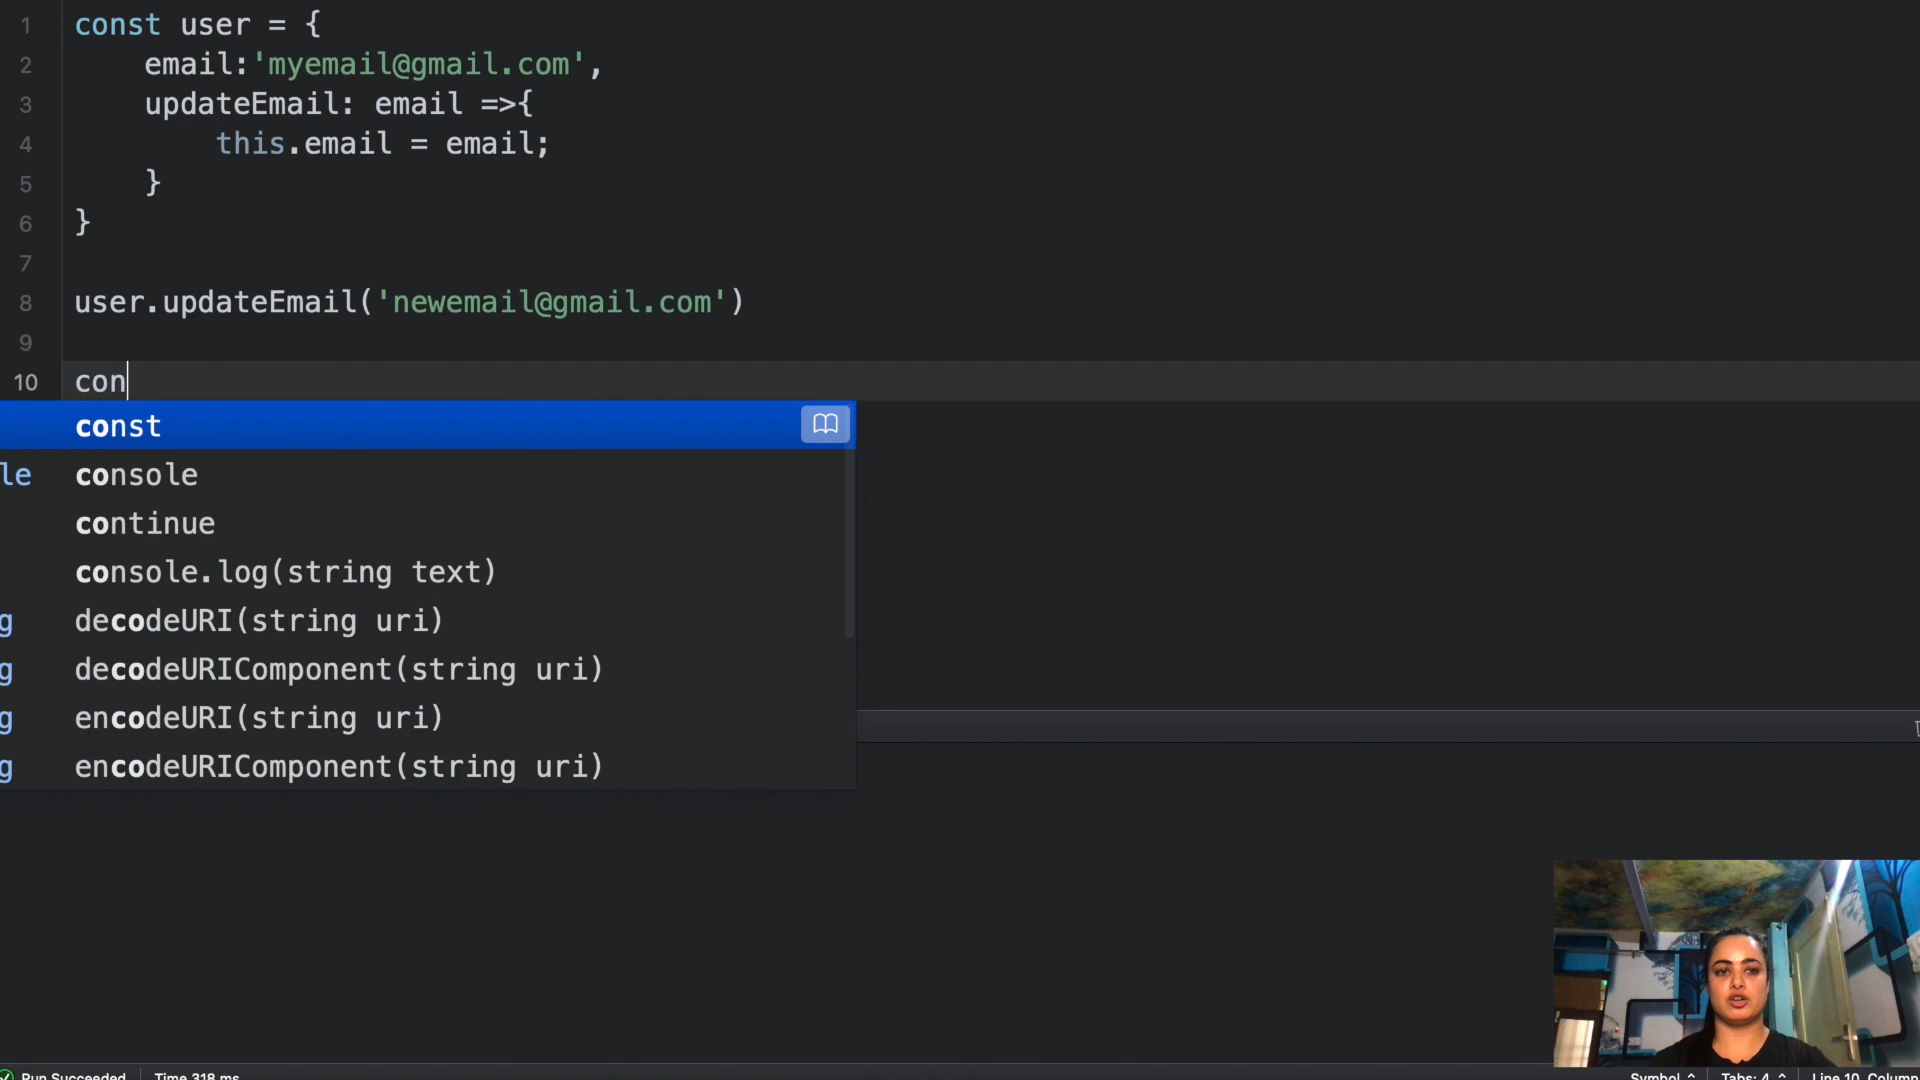 1 const user = {
2 email:'myemail@gmail.com',
3 updateEmail: email =>{
4 this.email = email;
5 }
6 }
7
8 user.updateEmail('newemail@gmail.com')
9
10 con
const
le console
continue
console.log(string text)
g decodeURI(string uri)
g decodeURIComponent(string uri)
g encodeURI(string uri)
g encodeURIComponent(string uri)
Run Succeeded Time 318 ms Symbol Tabs: 4 Line 10, Column